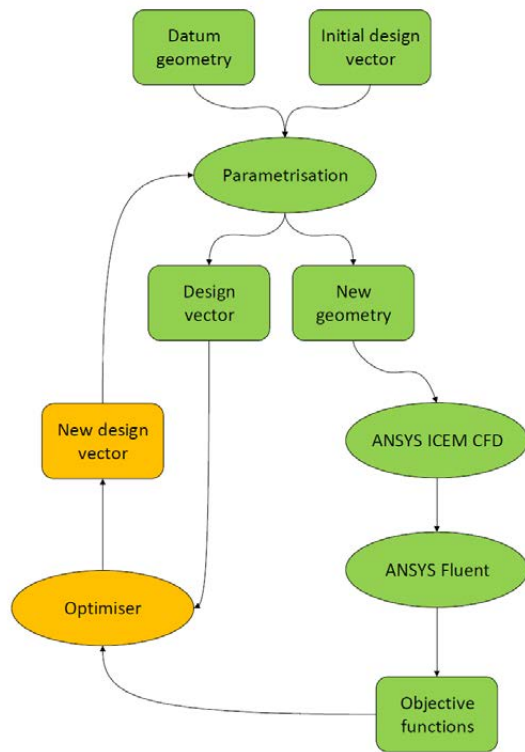 Datum
geometry
Initial design
vector
Parametrisation
Design
vector
New
geometry
New design
vector
ANSYS ICEM CFD
ANSYS Fluent
Optimiser
Objective
functions